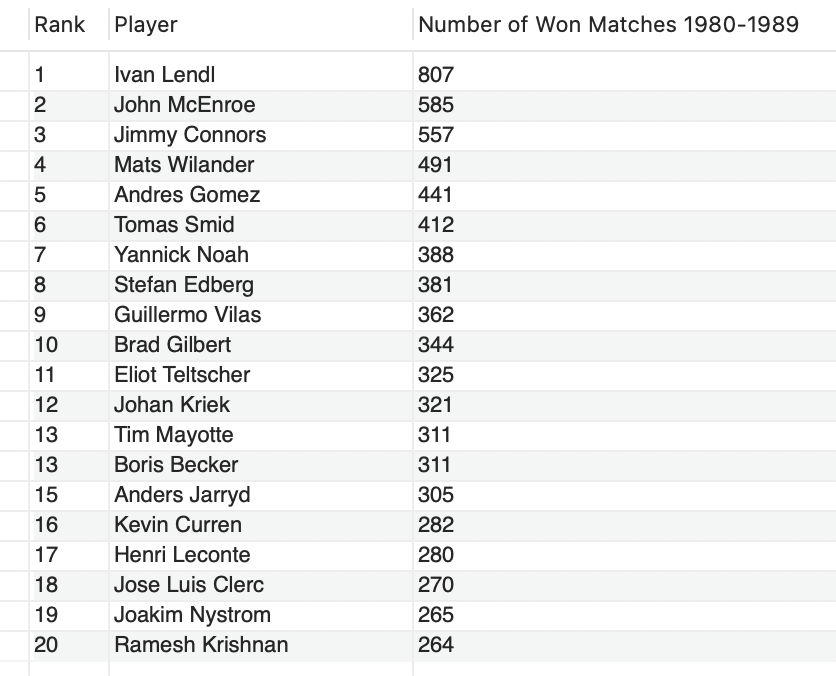 Rank Player Number of Won Matches 1980-1989
1 Ivan Lendl 807
2 John McEnroe 585
3 Jimmy Connors 557
4 Mats Wilander 491
5 Andres Gomez 441
6 Tomas Smid 412
7 Yannick Noah 388
8 Stefan Edberg 381
9 Guillermo Vilas 362
10 Brad Gilbert 344
11 Eliot Teltscher 325
12 Johan Kriek 321
13 Tim Mayotte 311
13 Boris Becker 311
15 Anders Jarryd 305
16 Kevin Curren 282
17 Henri Leconte 280
18 Jose Luis Clerc 270
19 Joakim Nystrom 265
20 Ramesh Krishnan 264